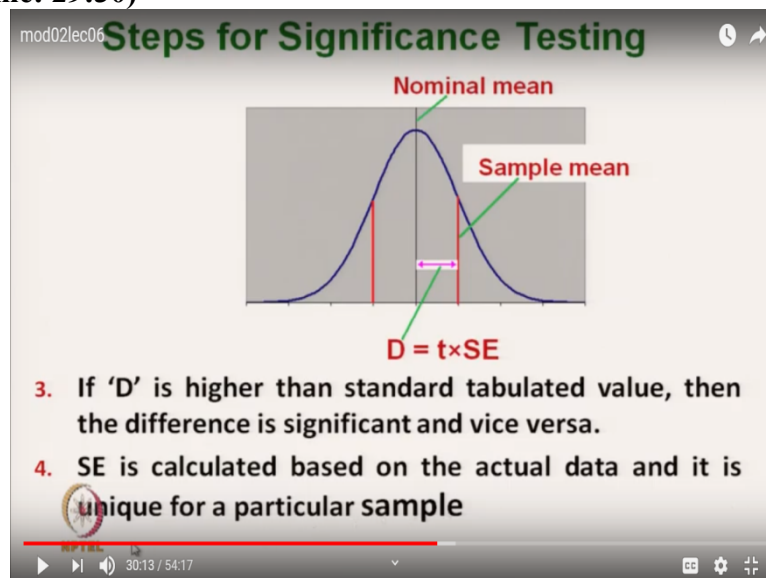 mod02lec06
Steps for Significance Testing
Nominal mean
Sample mean
D = t×SE
3. If ‘D’ is higher than standard tabulated value, then
the difference is significant and vice versa.
4. SE is calculated based on the actual data and it is
unique for a particular sample
NPTEL
30:13 / 54:17
CC